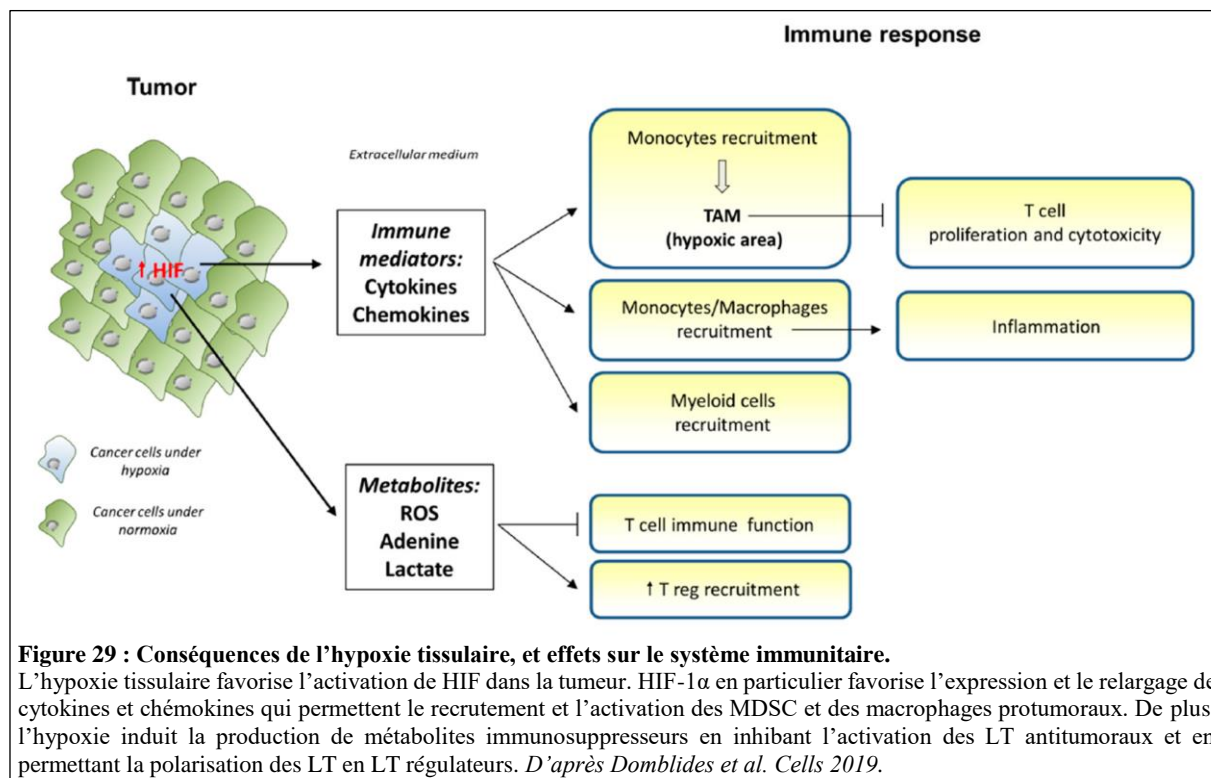 Immune response
Tumor
Extracellular medium
↑ HIF
Immune
mediators:
Cytokines
Chemokines
Monocytes recruitment
TAM
(hypoxic area)
T cell
proliferation and cytotoxicity
Monocytes/Macrophages
recruitment
Inflammation
Myeloid cells
recruitment
Cancer cells under
hypoxia
Cancer cells under
normoxia
Metabolites:
ROS
Adenine
Lactate
T cell immune function
↑ T reg recruitment
Figure 29 : Conséquences de l’hypoxie tissulaire, et effets sur le système immunitaire.
L’hypoxie tissulaire favorise l’activation de HIF dans la tumeur. HIF-1α en particulier favorise l’expression et le relargage de
cytokines et chémokines qui permettent le recrutement et l’activation des MDSC et des macrophages protumoraux. De plus
l’hypoxie induit la production de métabolites immunosuppresseurs en inhibant l’activation des LT antitumoraux et en
permettant la polarisation des LT en LT régulateurs. D’après Domblides et al. Cells 2019.